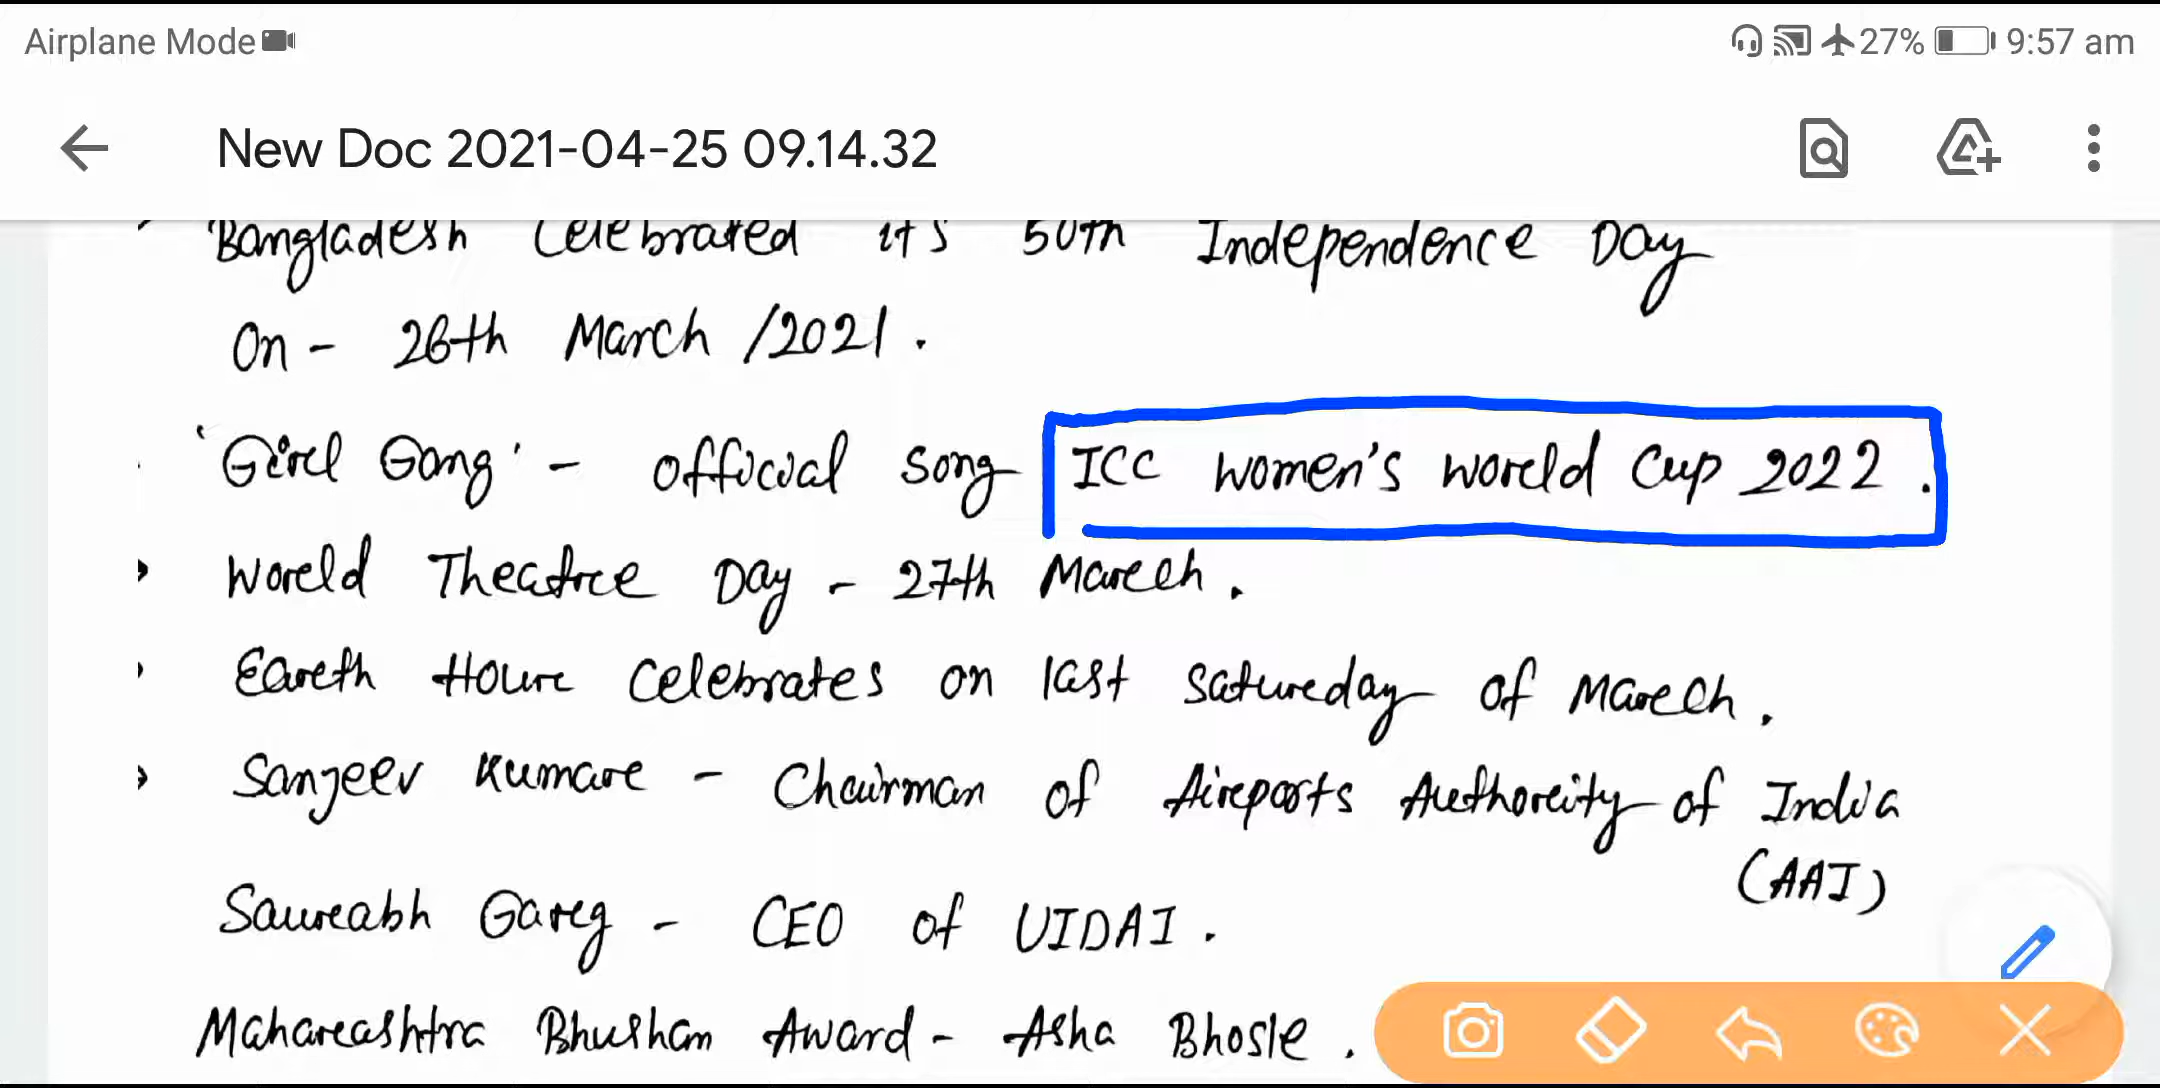 Airplane Mode 27% 9:57 am
New Doc 2021-04-25 09.14.32
Bangladesh Celebrated it's 50th Independence Day
On - 26th March /2021.
'Girl Gang' - official song ICC women's world Cup 2022.
World Theatre Day - 27th March.
Earth Hour celebrates on last saturday of March.
Sanjeev Kumar - Chairman of Airports Authority of India
(AAI)
Saurabh Garg - CEO of UIDAI.
Maharashtra Bhushan Award - Asha Bhosle.